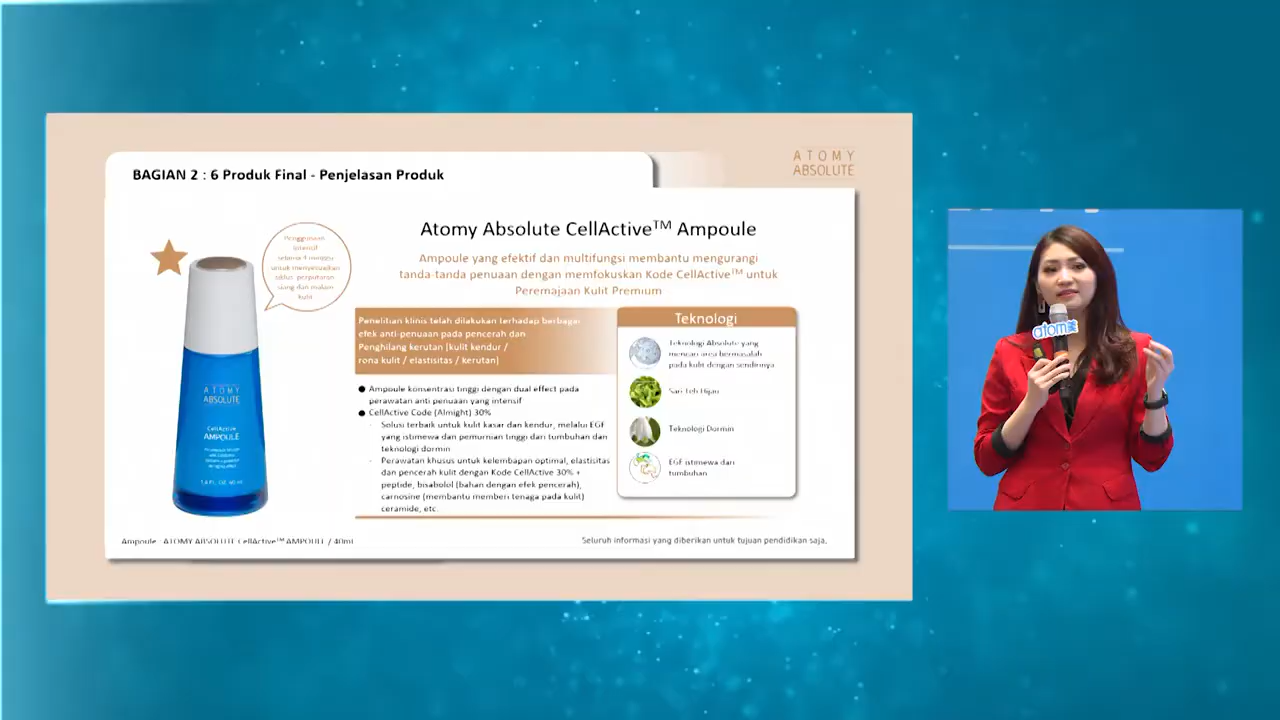 BAGIAN 2 : 6 Produk Final - Penjelasan Produk
ATOMY
ABSOLUTE
Penggunaan
intensif
selama 4 minggu
untuk menyesuaikan
siklus perputaran
siang dan malam
kulit
Atomy Absolute CellActive™ Ampoule
Ampoule yang efektif dan multifungsi membantu mengurangi
tanda-tanda penuaan dengan memfokuskan Kode CellActive™ untuk
Peremajaan Kulit Premium
Penelitian klinis telah dilakukan terhadap berbagai
efek anti-penuaan pada pencerah dan
Penghilang kerutan [kulit kendur /
rona kulit / elastisitas / kerutan]
● Ampoule konsentrasi tinggi dengan dual effect pada
perawatan anti penuaan yang intensif
● CellActive Code (Almight) 30%
- Solusi terbaik untuk kulit kasar dan kendur, melalui EGF
yang istimewa dan pemurnian tinggi dari tumbuhan dan
teknologi dormin
- Perawatan khusus untuk kelembapan optimal, elastisitas
dan pencerah kulit dengan Kode CellActive 30% +
peptide, bisabolol (bahan dengan efek pencerah),
carnosine (membantu memberi tenaga pada kulit)
ceramide, etc.
Teknologi
Teknologi Absolute yang
mencari area bermasalah
pada kulit dengan sendirinya
Sari Teh Hijau
Teknologi Dormin
EGF istimewa dari
tumbuhan
ATOMY
ABSOLUTE
CellActive
AMPOULE
Ampoule : ATOMY ABSOLUTE CellActive™ AMPOULE / 40ml
Seluruh informasi yang diberikan untuk tujuan pendidikan saja.
atom美